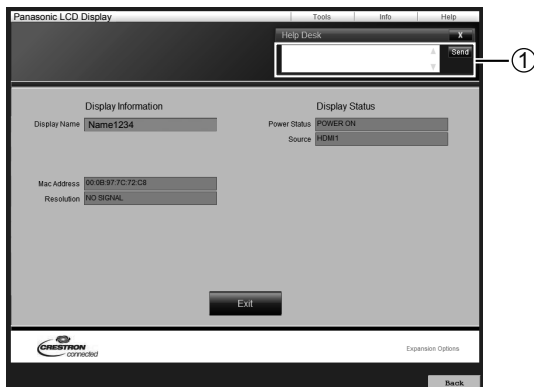 Panasonic LCD Display
Tools Info Help
Help Desk X
Send
①
Display Information Display Status
Display Name Name1234 Power Status POWER ON
Source HDMI1
Mac Address 00:0B:97:7C:72:C8
Resolution NO SIGNAL
Exit
CRESTRON
connected
Expansion Options
Back